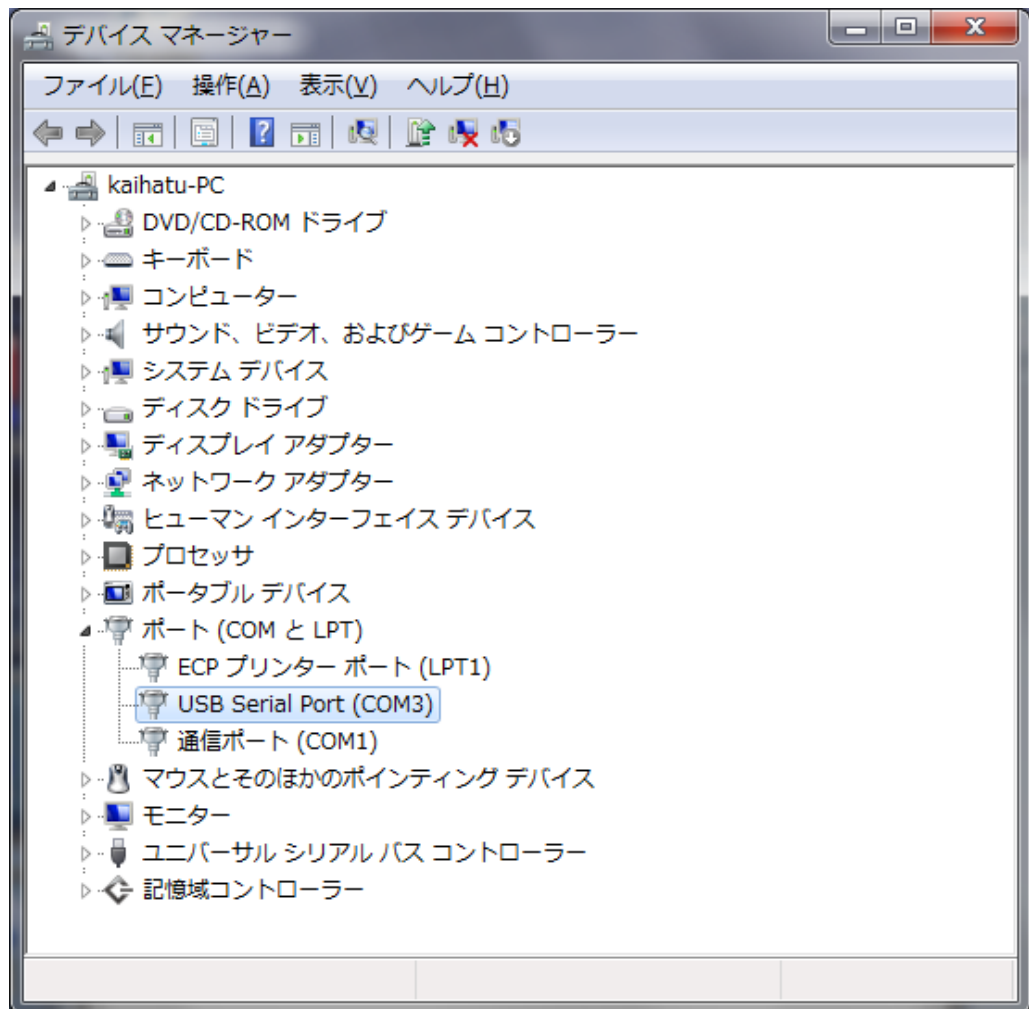 デバイス マネージャー
ファイル(F) 操作(A) 表示(V) ヘルプ(H)
kaihatu-PC
DVD/CD-ROM ドライブ
キーボード
コンピューター
サウンド、ビデオ、およびゲーム コントローラー
システム デバイス
ディスク ドライブ
ディスプレイ アダプター
ネットワーク アダプター
ヒューマン インターフェイス デバイス
プロセッサ
ポータブル デバイス
ポート (COM と LPT)
ECP プリンター ポート (LPT1)
USB Serial Port (COM3)
通信ポート (COM1)
マウスとそのほかのポインティング デバイス
モニター
ユニバーサル シリアル バス コントローラー
記憶域コントローラー